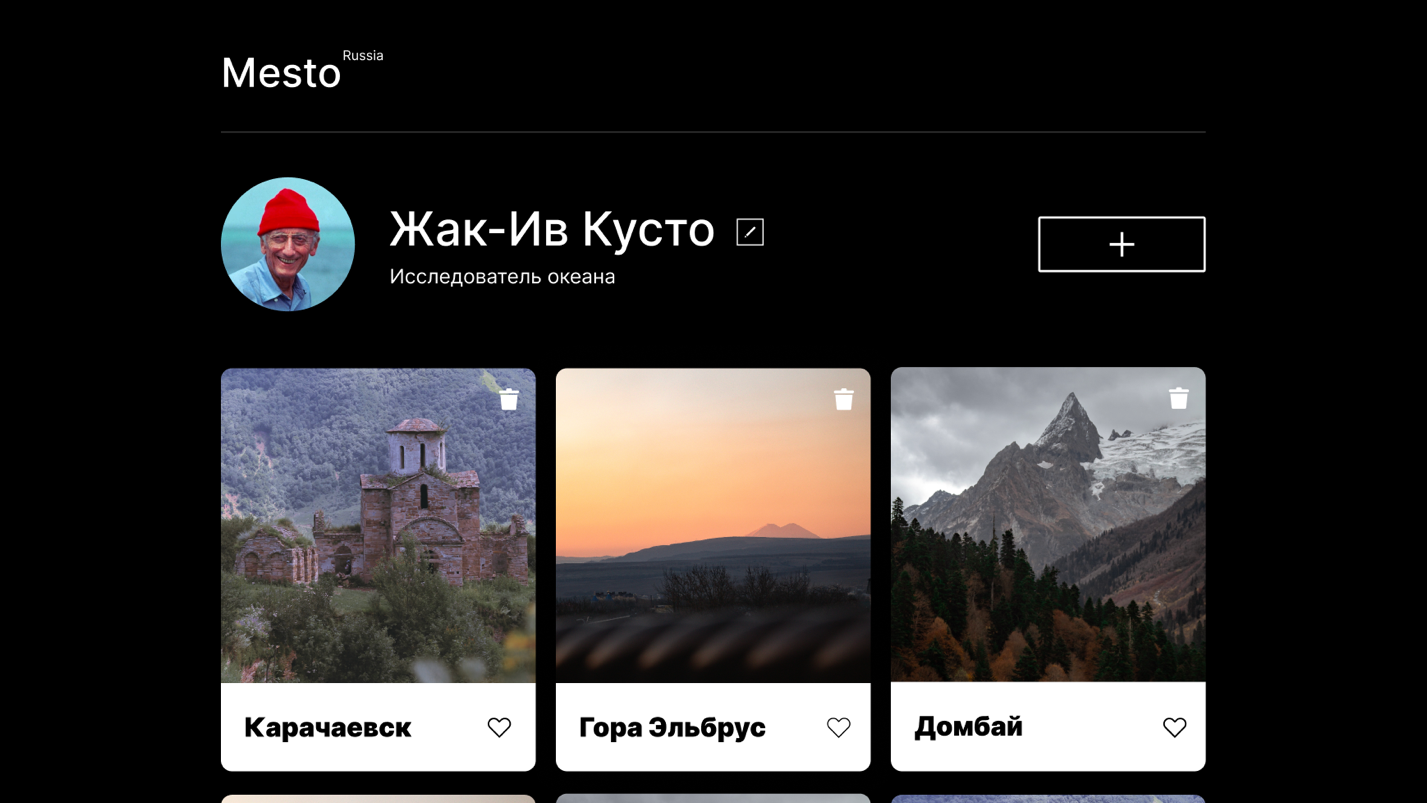 Mesto Russia
Жак-Ив Кусто
Исследователь океана
Карачаевск
Гора Эльбрус
Домбай